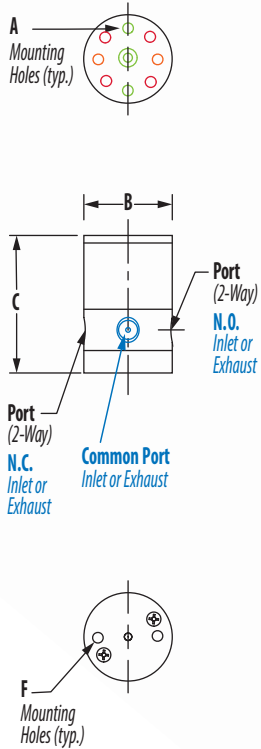 A
Mounting
Holes (typ.)
B
C
Port
(2-Way)
N.O.
Inlet or
Exhaust
Port
(2-Way)
N.C.
Inlet or
Exhaust
Common Port
Inlet or Exhaust
F
Mounting
Holes (typ.)